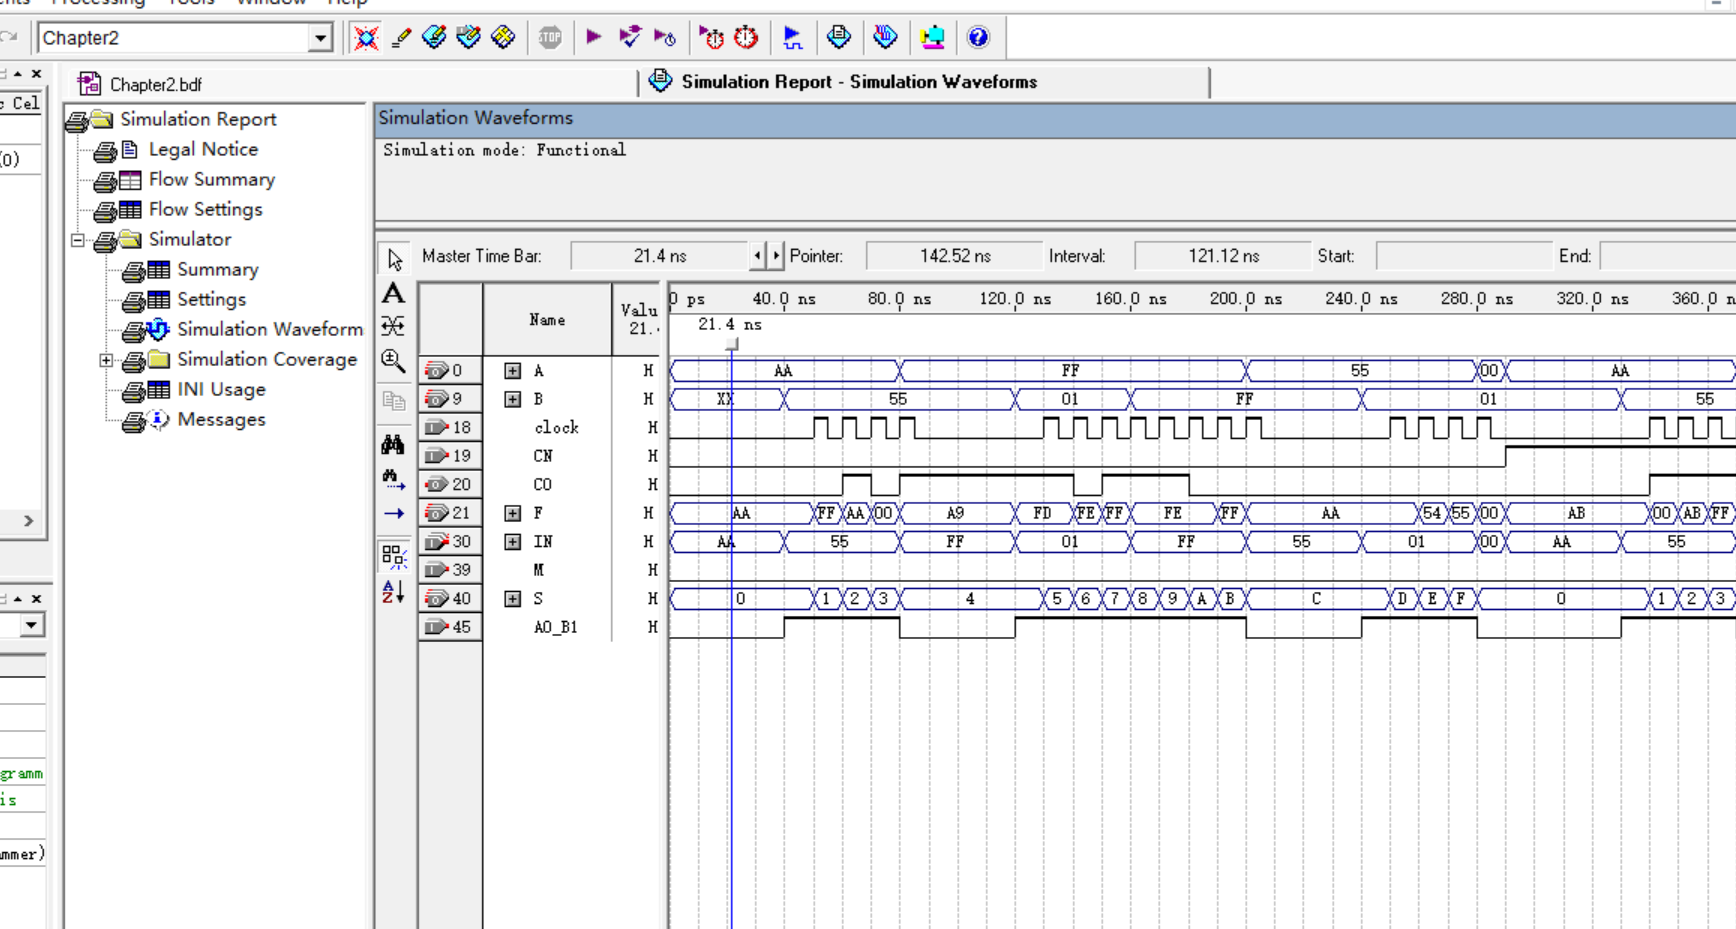 Processing Tools Window Help
Chapter2
STOP
Chapter2.bdf
Simulation Report - Simulation Waveforms
Cel
(0)
Simulation Report
Legal Notice
Flow Summary
Flow Settings
Simulator
Summary
Settings
Simulation Waveform
Simulation Coverage
INI Usage
Messages
Simulation Waveforms
Simulation mode: Functional
Master Time Bar: 21.4 ns Pointer: 142.52 ns Interval: 121.12 ns Start: End:
Name Valu 21.
0 ps 40.0 ns 80.0 ns 120.0 ns 160.0 ns 200.0 ns 240.0 ns 280.0 ns 320.0 ns 360.0 n
21.4 ns
0 A H AA FF 55 00 AA
9 B H XX 55 01 FF 01 55
18 clock H
19 CN H
20 CO H
21 F H AA FF AA 00 A9 FD FE FF FE FF AA 54 55 00 AB 00 AB FF
30 IN H AA 55 FF 01 FF 55 01 00 AA 55
39 M H
40 S H 0 1 2 3 4 5 6 7 8 9 A B C D E F 0 1 2 3
45 A0_B1 H
gramm
is
mmer)